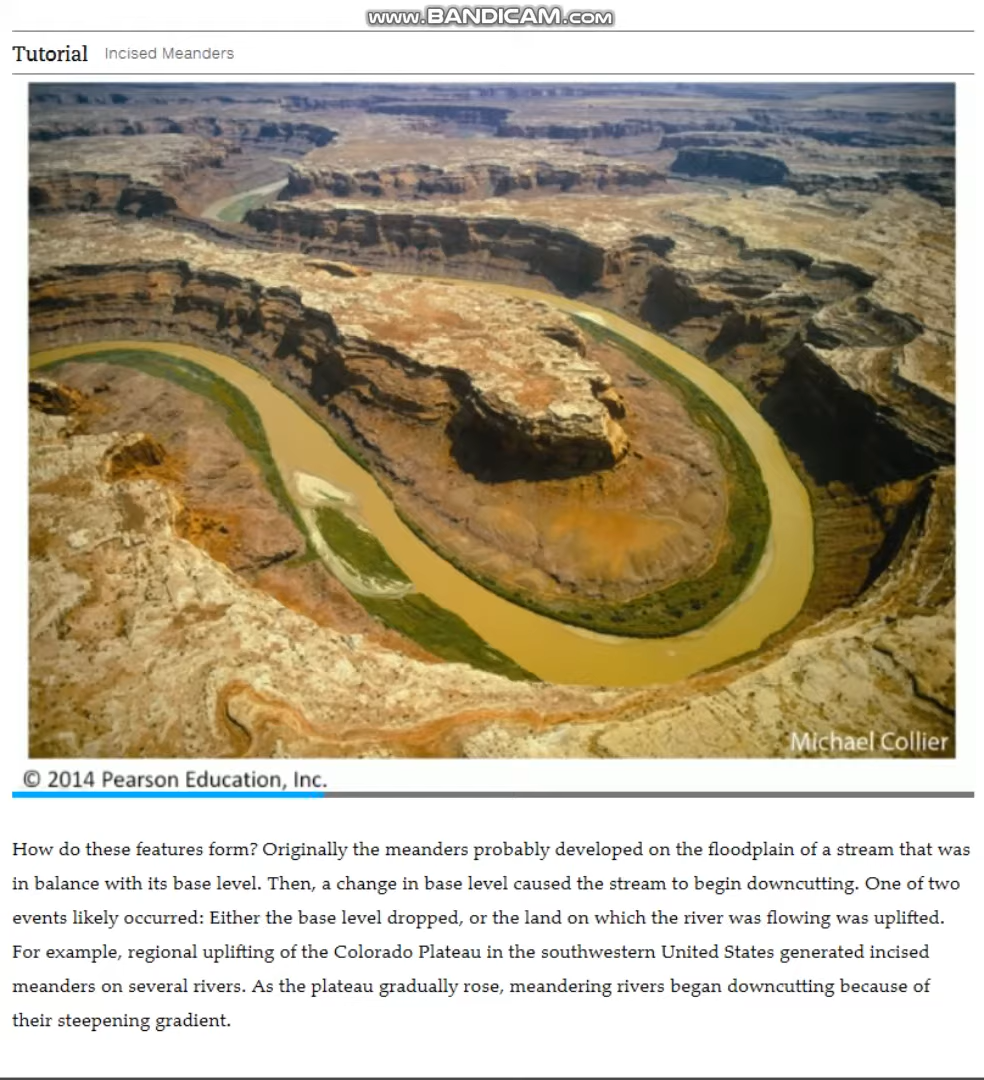 www.BANDICAM.com
Tutorial Incised Meanders
Michael Collier
© 2014 Pearson Education, Inc.
How do these features form? Originally the meanders probably developed on the floodplain of a stream that was
in balance with its base level. Then, a change in base level caused the stream to begin downcutting. One of two
events likely occurred: Either the base level dropped, or the land on which the river was flowing was uplifted.
For example, regional uplifting of the Colorado Plateau in the southwestern United States generated incised
meanders on several rivers. As the plateau gradually rose, meandering rivers began downcutting because of
their steepening gradient.